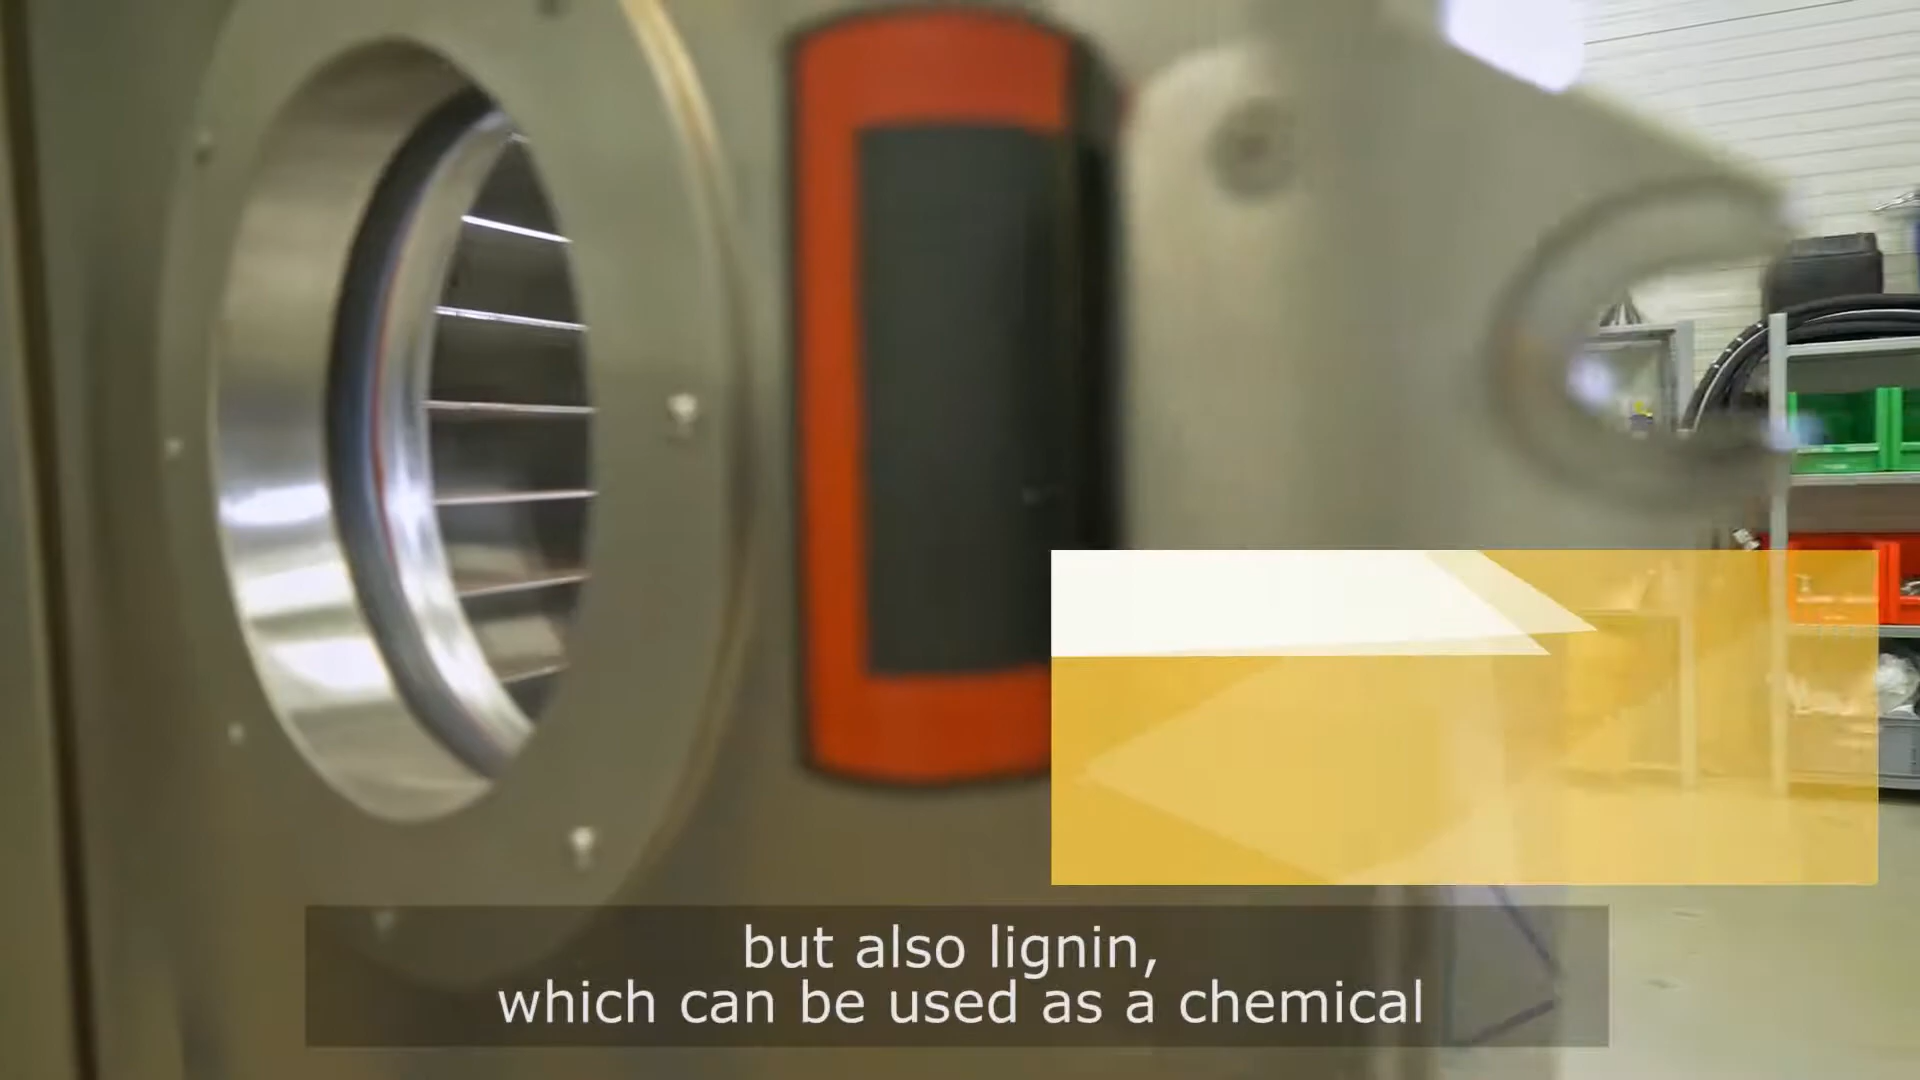 but also lignin,
which can be used as a chemical